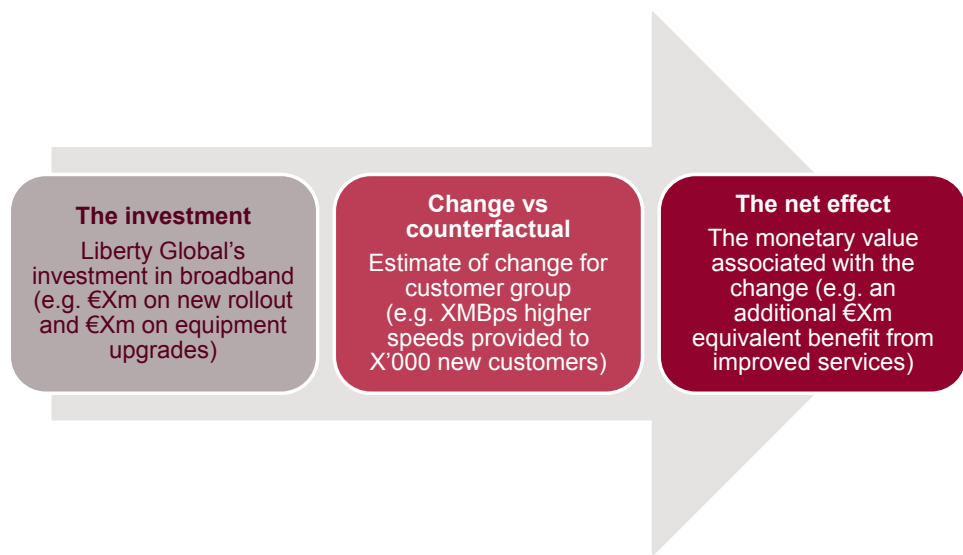 The investment
Liberty Global's
investment in broadband
(e.g. €Xm on new rollout
and €Xm on equipment
upgrades)
Change vs
counterfactual
Estimate of change for
customer group
(e.g. XMBps higher
speeds provided to
X'000 new customers)
The net effect
The monetary value
associated with the
change (e.g. an
additional €Xm
equivalent benefit from
improved services)